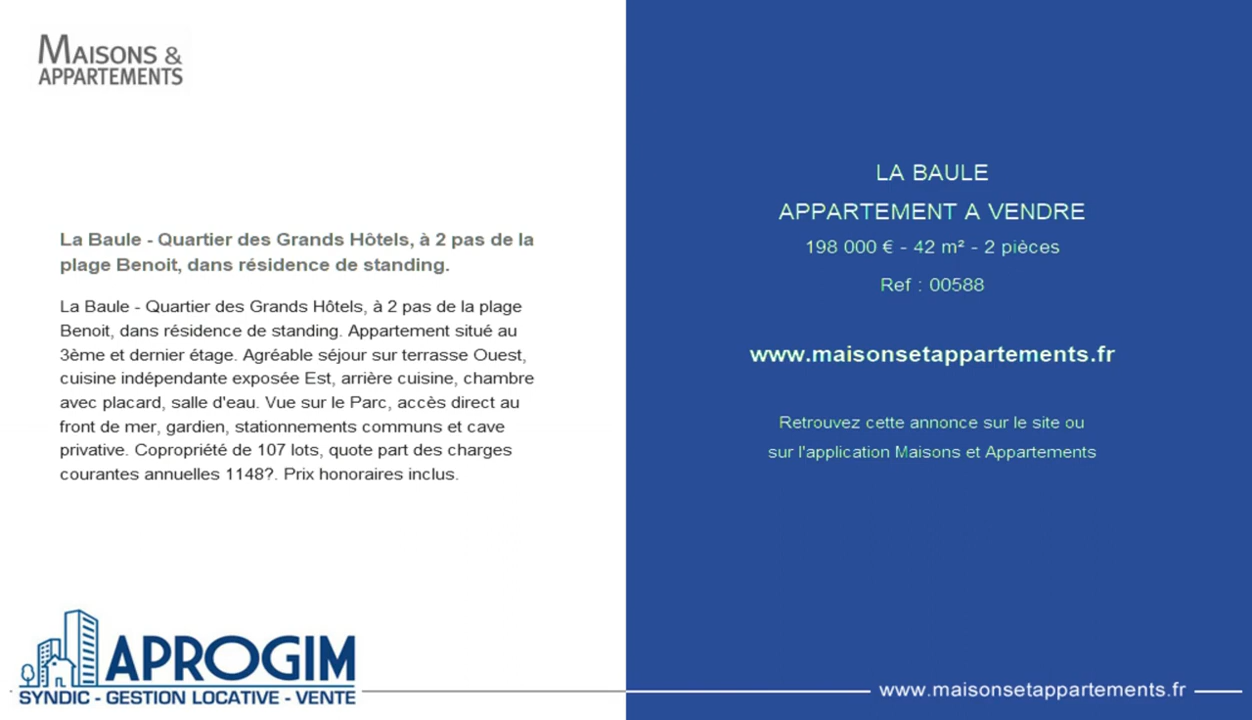 MAISONS &
APPARTEMENTS
La Baule - Quartier des Grands Hôtels, à 2 pas de la
plage Benoit, dans résidence de standing.
La Baule - Quartier des Grands Hôtels, à 2 pas de la plage
Benoit, dans résidence de standing. Appartement situé au
3ème et dernier étage. Agréable séjour sur terrasse Ouest,
cuisine indépendante exposée Est, arrière cuisine, chambre
avec placard, salle d'eau. Vue sur le Parc, accès direct au
front de mer, gardien, stationnements communs et cave
privative. Copropriété de 107 lots, quote part des charges
courantes annuelles 1148?. Prix honoraires inclus.
APROGIM
SYNDIC - GESTION LOCATIVE - VENTE
LA BAULE
APPARTEMENT A VENDRE
198 000 € - 42 m² - 2 pièces
Ref : 00588
www.maisonsetappartements.fr
Retrouvez cette annonce sur le site ou
sur l'application Maisons et Appartements
www.maisonsetappartements.fr